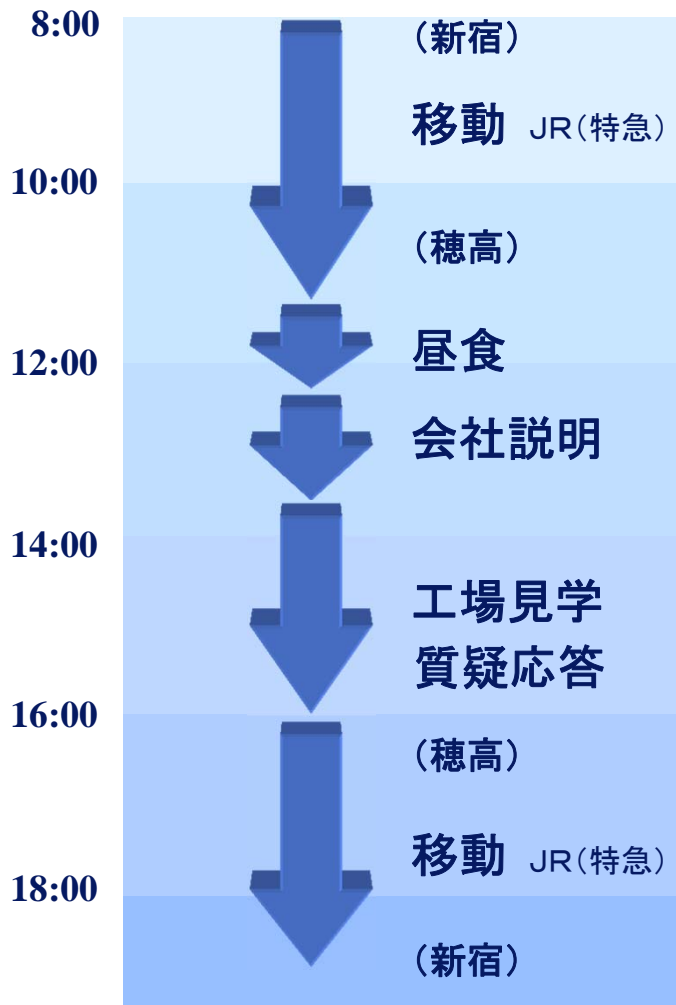 8:00
(新宿)
移動 JR(特急)
10:00
(穂高)
昼食
12:00
会社説明
14:00
工場見学
質疑応答
16:00
(穂高)
移動 JR(特急)
18:00
(新宿)